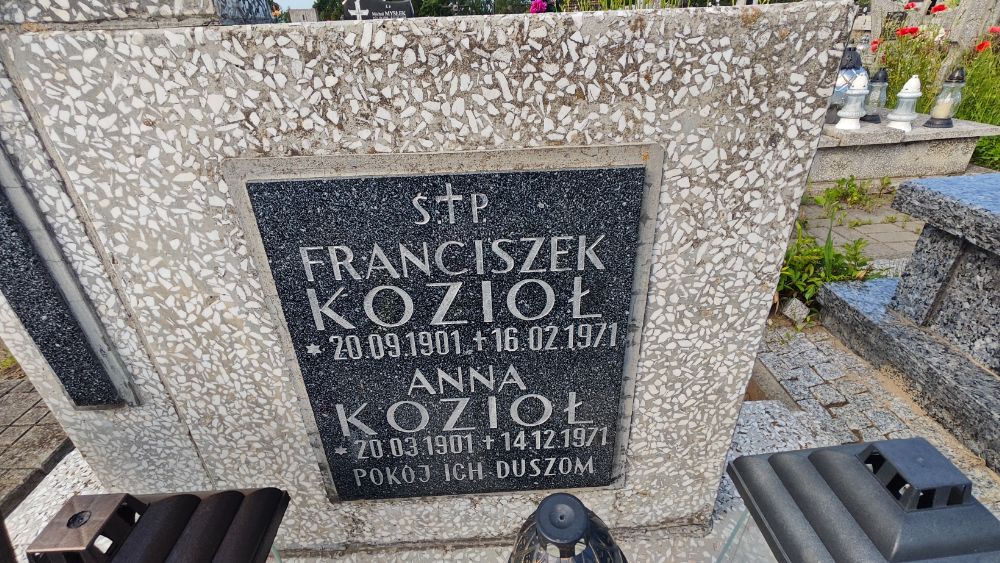 Ś.†P.
FRANCISZEK
KOZIOŁ
* 20.09.1901 + 16.02.1971
ANNA
KOZIOŁ
* 20.03.1901 + 14.12.1971
POKÓJ ICH DUSZOM